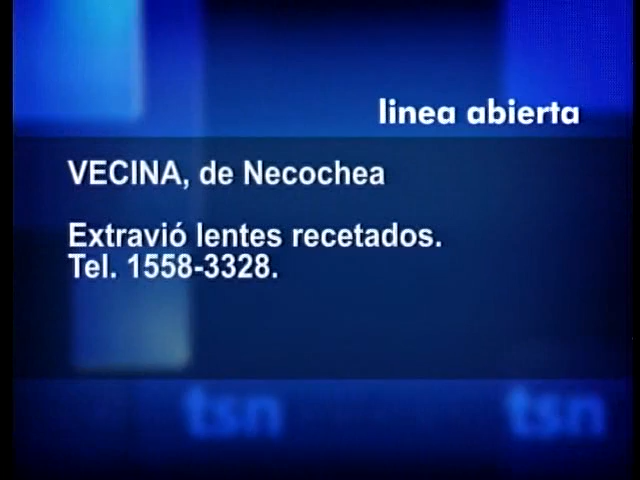 linea abierta
VECINA, de Necochea
Extravió lentes recetados.
Tel. 1558-3328.
tsn tsn